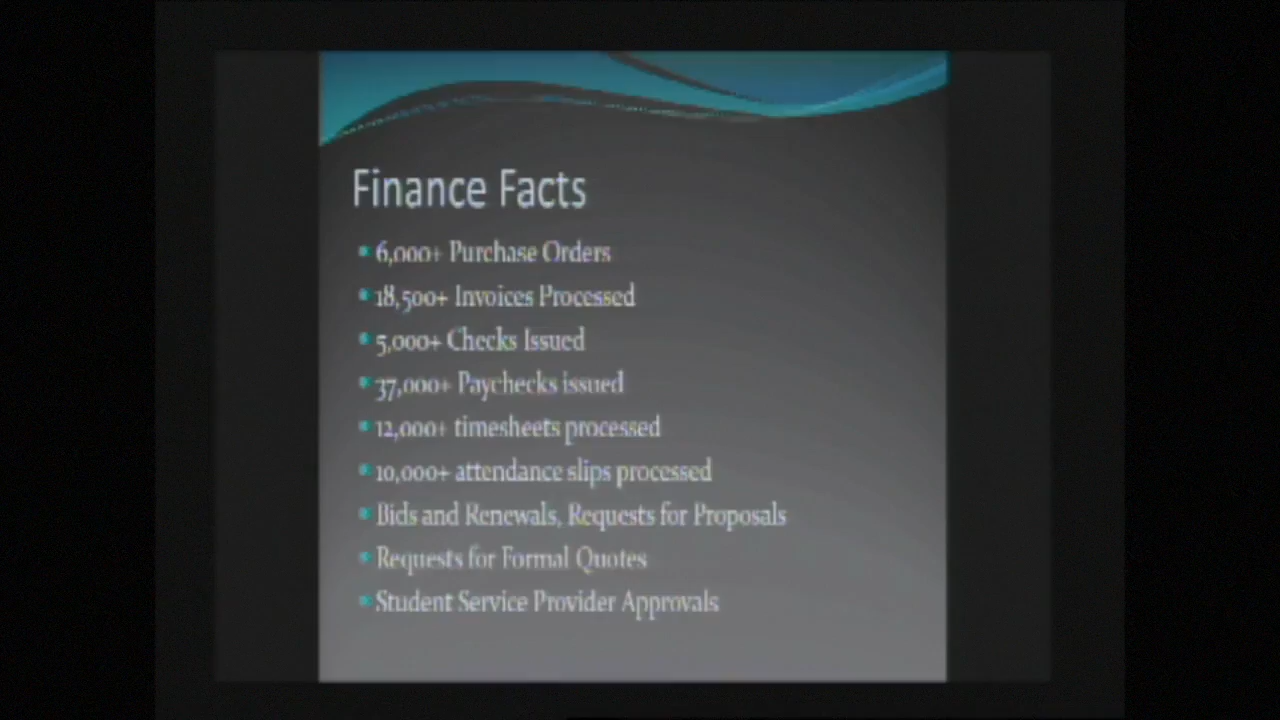 Finance Facts
6,000+ Purchase Orders
18,500+ Invoices Processed
5,000+ Checks Issued
37,000+ Paychecks issued
12,000+ timesheets processed
10,000+ attendance slips processed
Bids and Renewals, Requests for Proposals
Requests for Formal Quotes
Student Service Provider Approvals